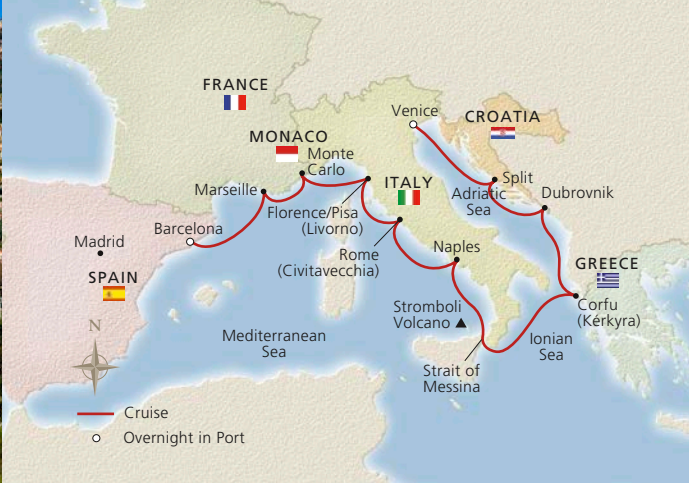 FRANCE
Venice
CROATIA
MONACO
Monte
Carlo
Split
ITALY
Marseille
Adriatic
Sea
Dubrovnik
Florence/Pisa
(Livorno)
Barcelona
Madrid
Rome
(Civitavecchia)
Naples
GREECE
SPAIN
Corfu
(Kérkyra)
Stromboli
Volcano
N
Mediterranean
Sea
Ionian
Sea
Strait of
Messina
Cruise
Overnight in Port